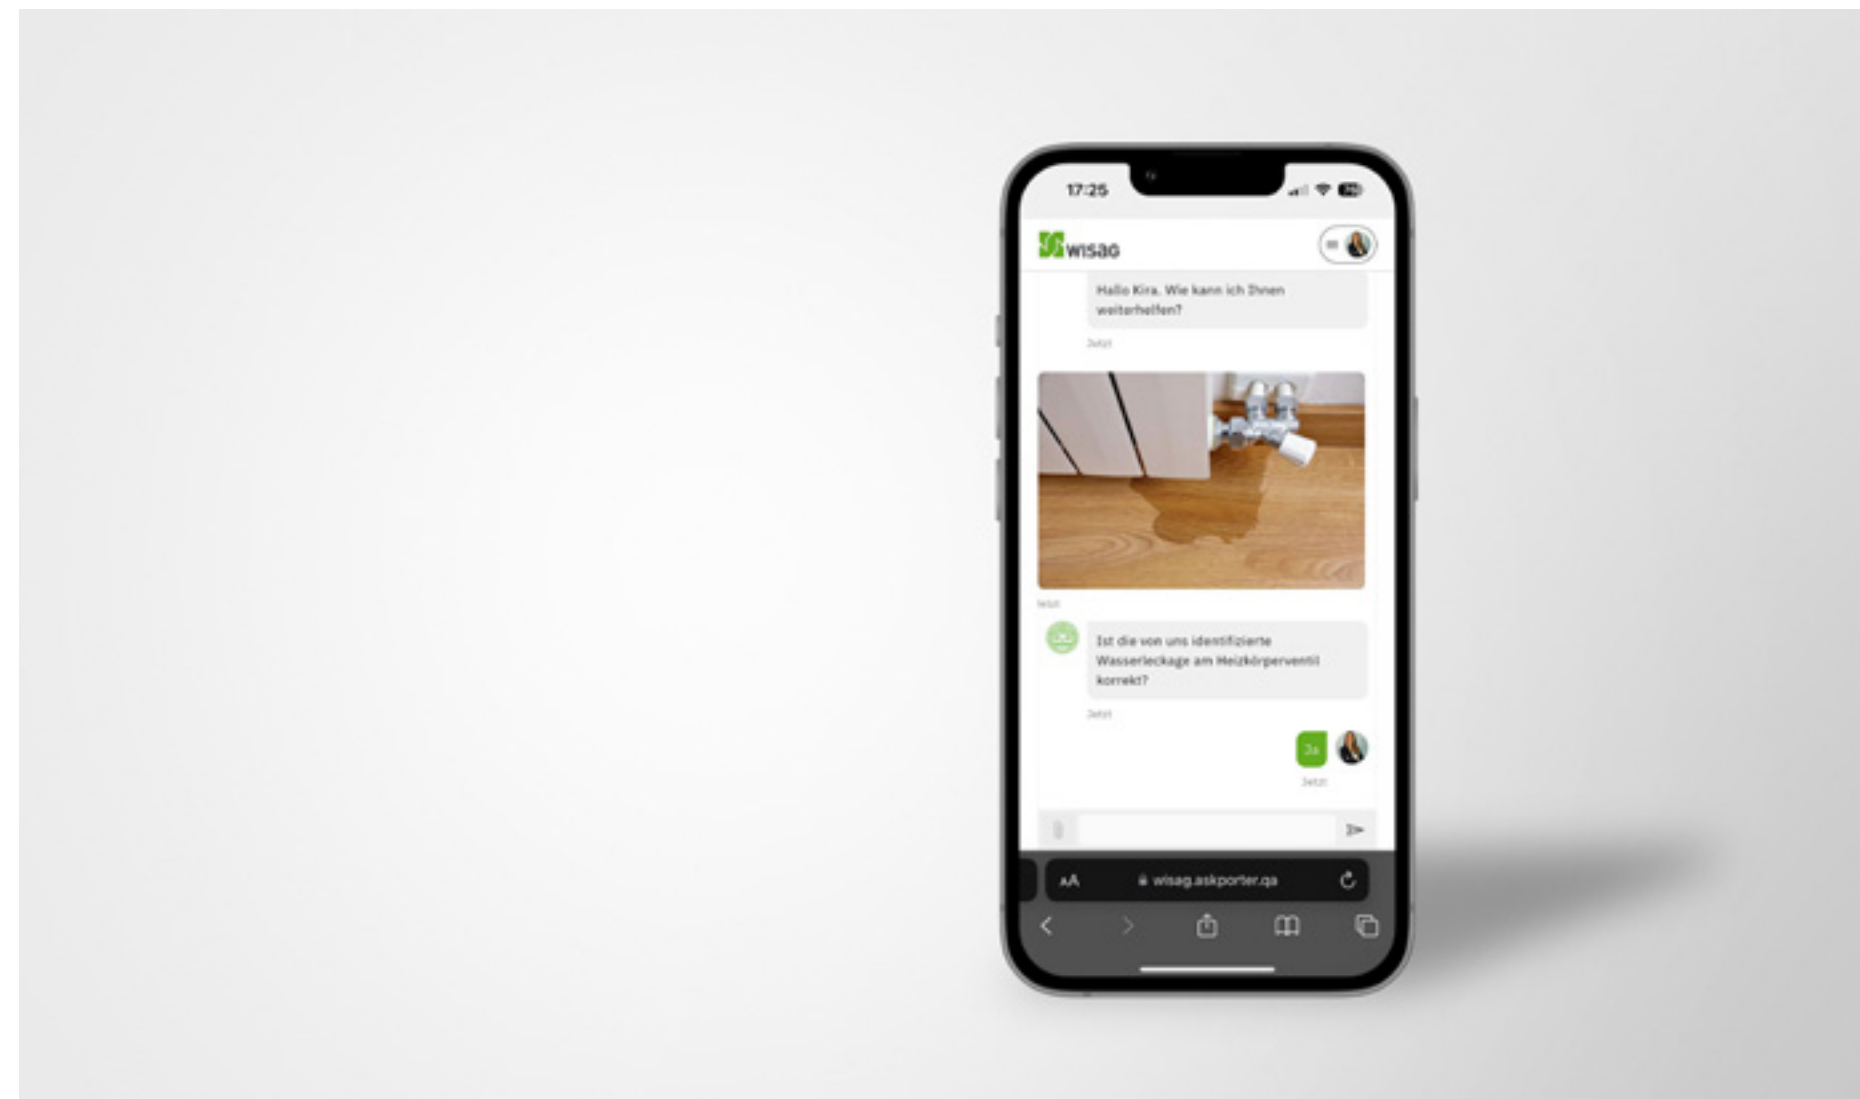 17:25
wisag
Hallo Kira. Wie kann ich Ihnen
weiterhelfen?
Jetzt
Jetzt
Ist die von uns identifizierte
Wasserleckage am Heizkörperventil
korrekt?
Jetzt
Ja
Jetzt
AA
wisag.askporter.qa